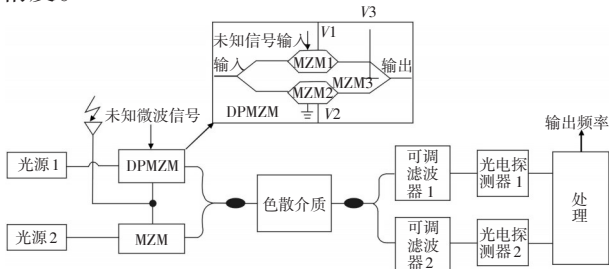 V3
V1
未知信号输入
MZM1
输入
输出
MZM3
MZM2
DPMZM
V2
未知微波信号
输出频率
光源1
DPMZM
可调
滤波
器1
光电探
测器1
色散介质
处
理
光源2
MZM
可调
滤波
器2
光电探
测器2